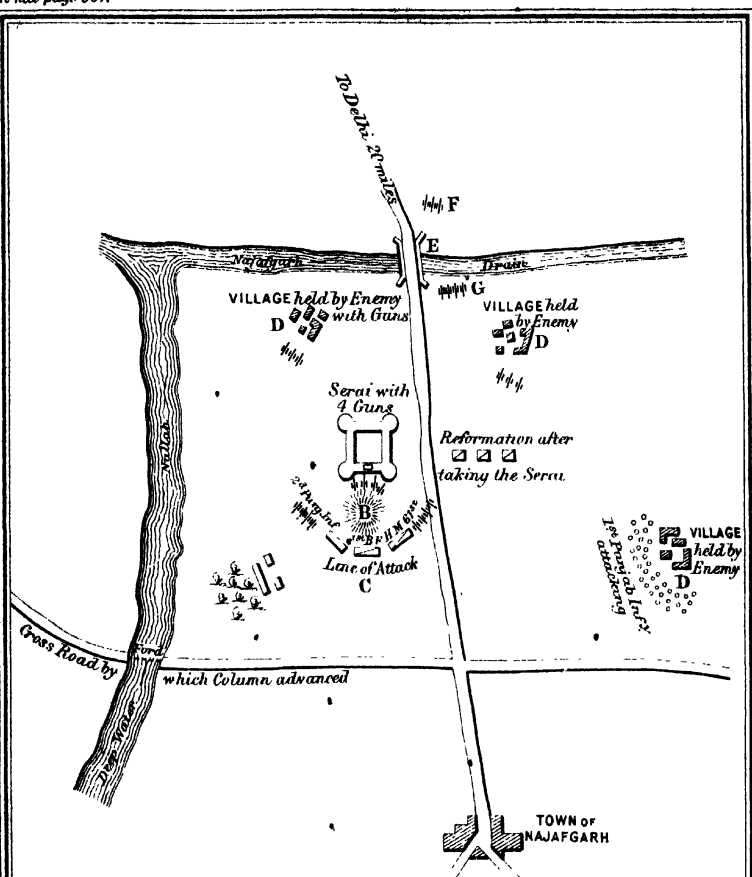 page
To Delhi 20 miles
F
E
Najafgarh
Drain
G
VILLAGE held by Enemy
with Guns
D
VILLAGE held
by Enemy
D
Serai with
4 Guns
Nullah
Reformation after
taking the Serai
2d Punj. Inf
B
1st B F
H M 61st
Line of Attack
C
1st Punjab Infy
attacking
VILLAGE
held by
Enemy
D
Cross Road by
Ford
which Column advanced
Deep Water
TOWN OF
NAJAFGARH